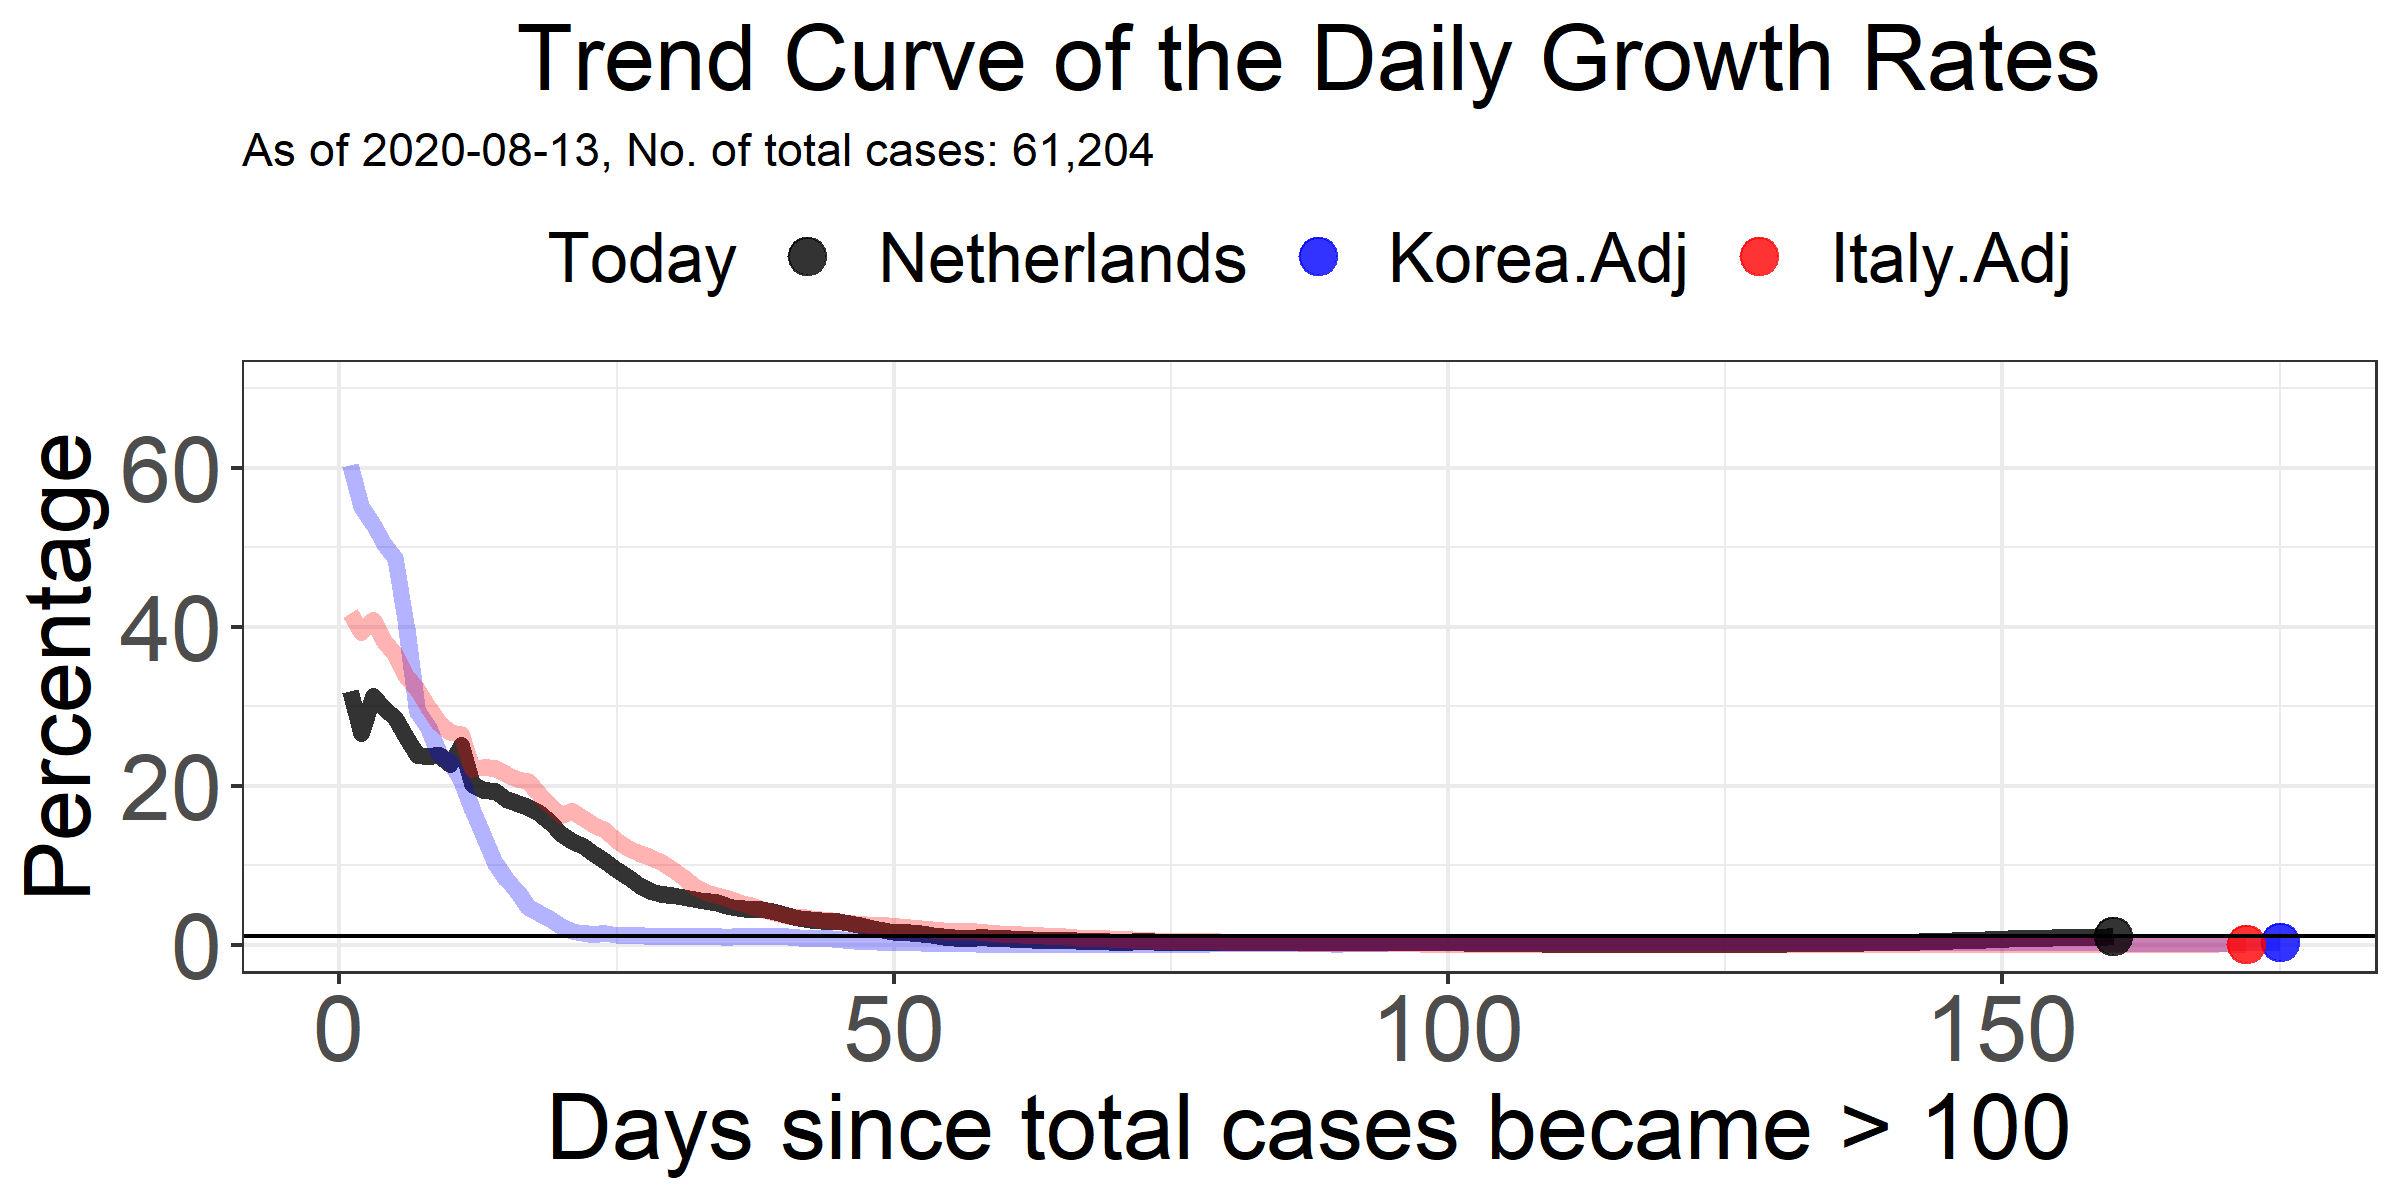 Trend Curve of the Daily Growth Rates
As of 2020-08-13, No. of total cases: 61,204
Today Netherlands Korea.Adj Italy.Adj
Percentage
60
40
20
0
0 50 100 150
Days since total cases became > 100